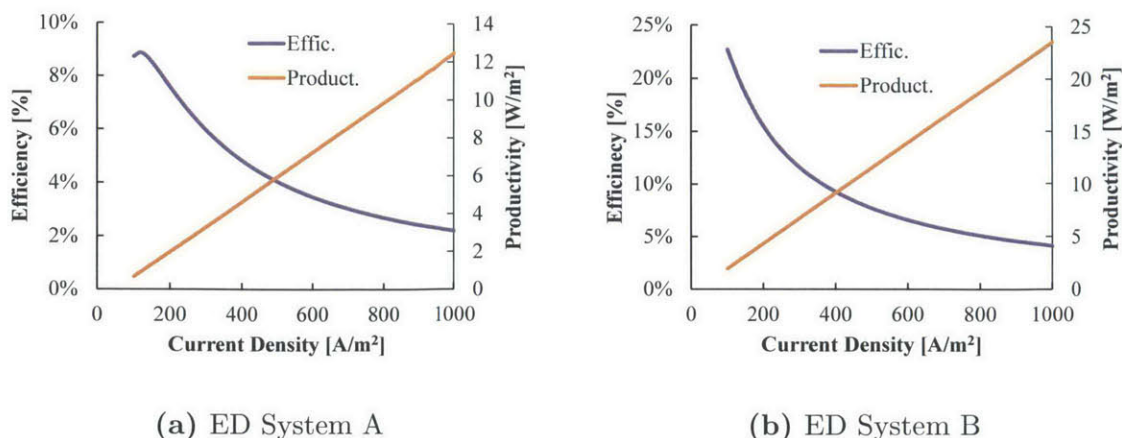 10%
8%
6%
4%
2%
0%
Efficiency [%]
14
12
10
8
6
4
2
0
Productivity [W/m²]
Effic.
Product.
0 200 400 600 800 1000
Current Density [A/m²]
(a) ED System A
25%
20%
15%
10%
5%
0%
Efficinecy [%]
25
20
15
10
5
0
Productivity [W/m²]
Effic.
Product.
0 200 400 600 800 1000
Current Density [A/m²]
(b) ED System B